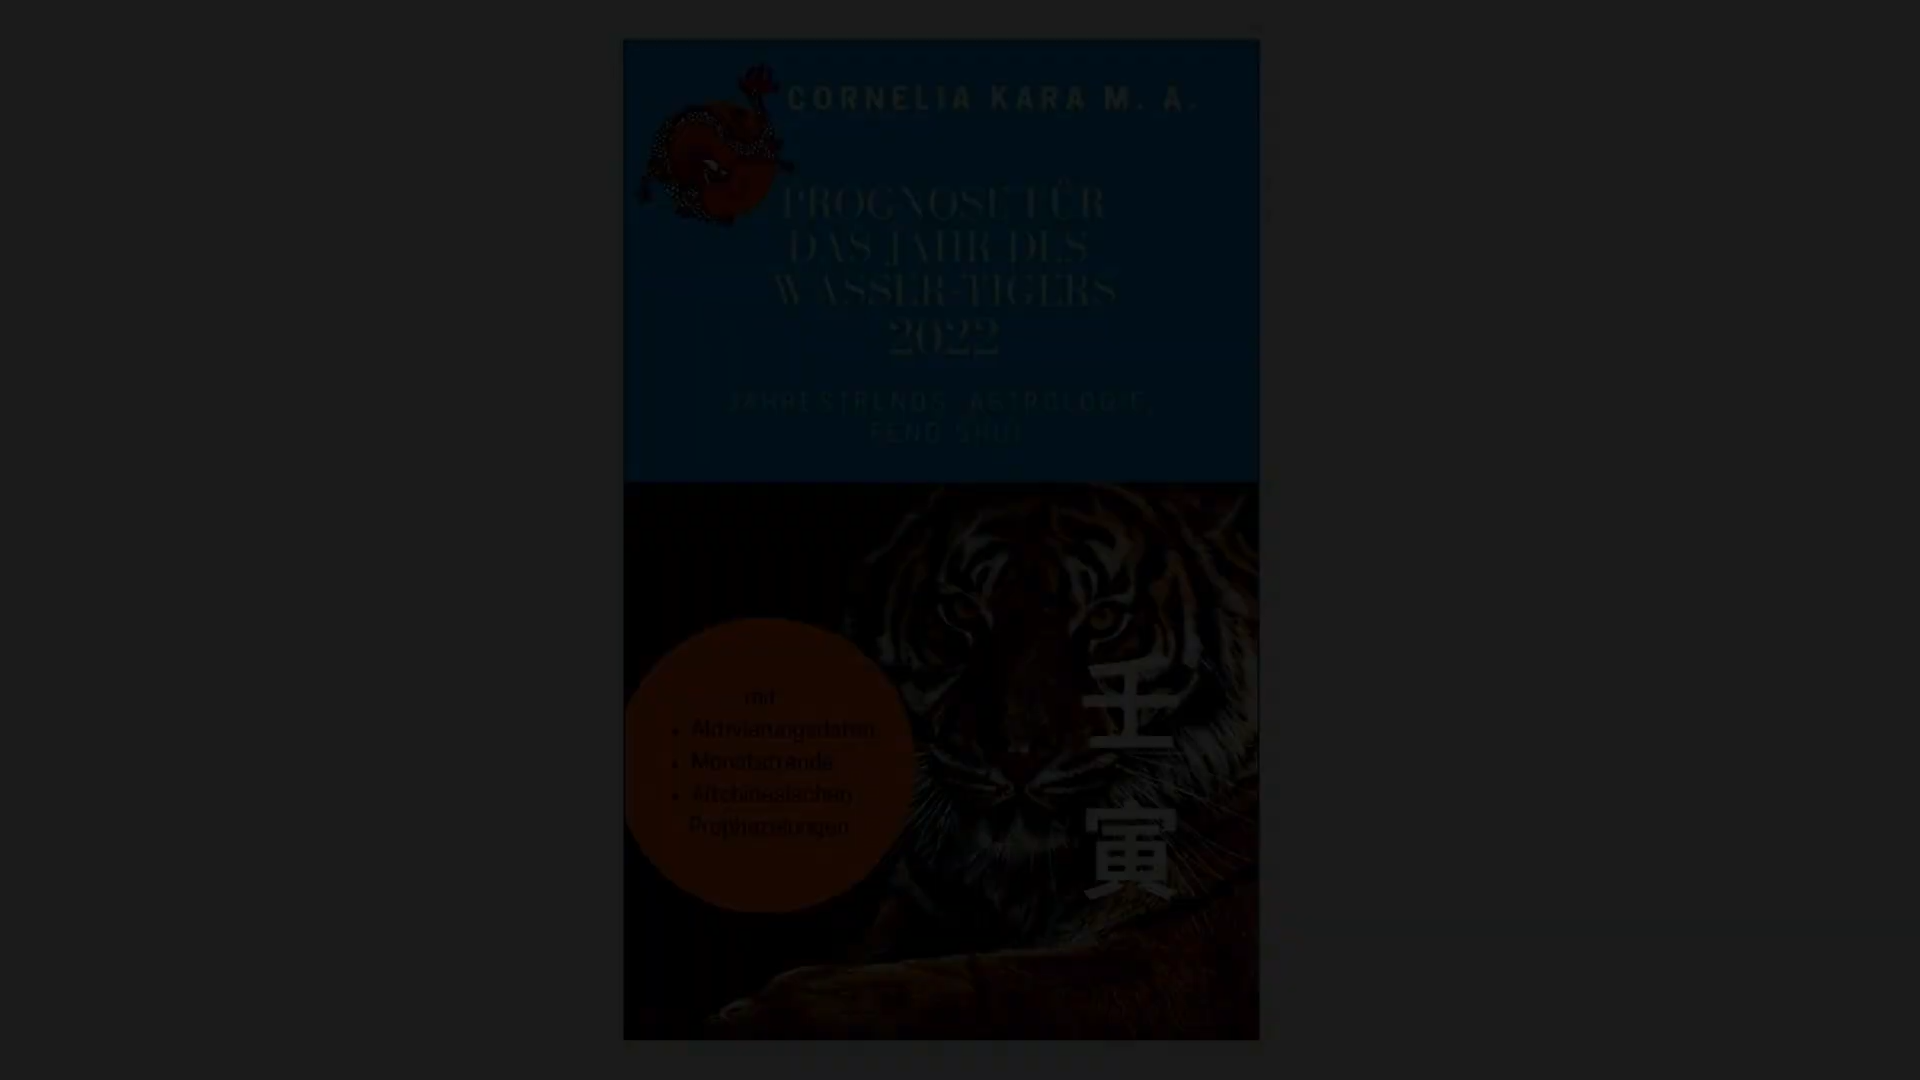 CORNELIA KARA M. A.
PROGNOSE FÜR
DAS JAHR DES
WASSER-TIGERS
2022
JAHRESTRENDS, ASTROLOGIE,
FENG SHUI
mit
• Aktivierungsdaten
• Monatstrends
• Altchinesischen
Prophezeiungen
壬
寅